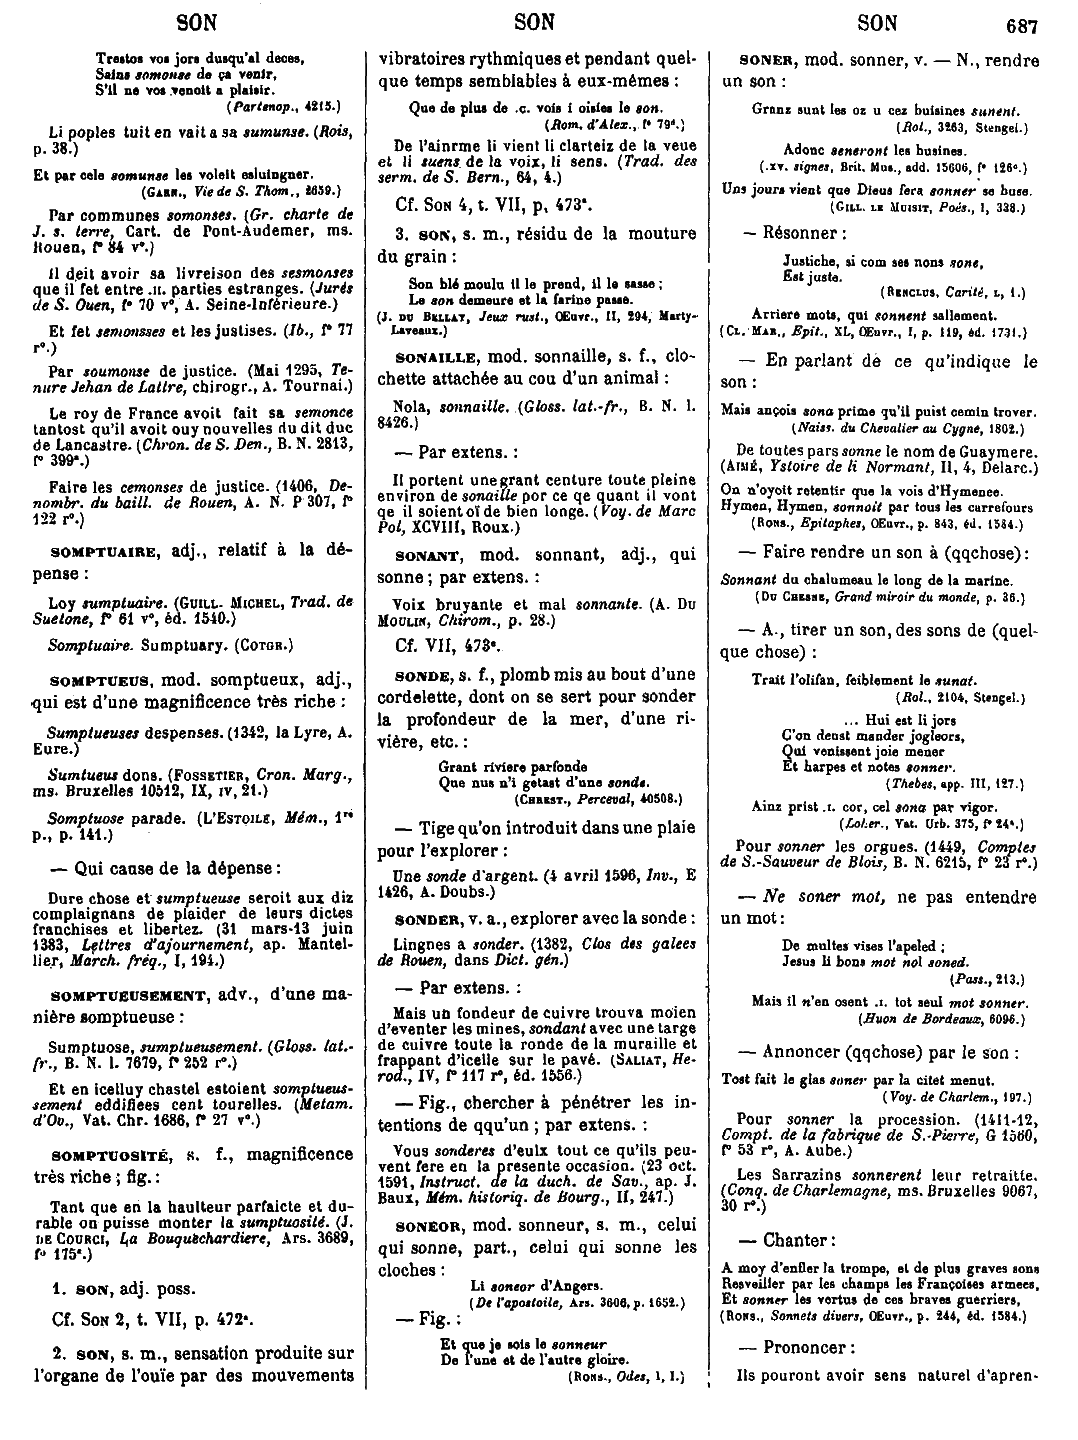 SON
SON
SON
687
Trestos vos jors dusqu'al deces,
Sains somonse de ça venir,
S'il ne vos venoit a plaisir.
(Partenop., 4215.)
Li poples tuit en vait a sa sumunse. (Rois,
p. 38.)
Et par cele somunse les voleit esluingner.
(GARN., Vie de S. Thom., 2659.)
Par communes somonses. (Gr. charte de
J. s. terre, Cart. de Pont-Audemer, ms.
Rouen, f° 84 v°.)
Il deit avoir sa livreison des sesmonses
que il fet entre .II. parties estranges. (Jurés
de S. Ouen, f° 70 v°, A. Seine-Inférieure.)
Et fet semonsses et les justises. (Ib., f° 77
r°.)
Par soumonse de justice. (Mai 1295, Te-
nure Jehan de Lattre, chirogr., A. Tournai.)
Le roy de France avoit fait sa semonce
tantost qu'il avoit ouy nouvelles du dit duc
de Lancastre. (Chron. de S. Den., B. N. 2813,
f° 399ª.)
Faire les cemonses de justice. (1406, De-
nombr. du baill. de Rouen, A. N. P 307, f°
122 r°.)
SOMPTUAIRE, adj., relatif à la dé-
pense :
Loy sumptuaire. (GUILL. MICHEL, Trad. de
Suetone, f° 61 v°, éd. 1540.)
Somptuaire. Sumptuary. (COTGR.)
SOMPTUEUS, mod. somptueux, adj.,
qui est d'une magnificence très riche :
Sumptueuses despenses. (1342, la Lyre, A.
Eure.)
Sumtueus dons. (FOSSETIER, Cron. Marg.,
ms. Bruxelles 10512, IX, IV, 21.)
Somptuose parade. (L'ESTOILE, Mém., 1re
p., p. 141.)
— Qui cause de la dépense :
Dure chose et sumptueuse seroit aux diz
complaignans de plaider de leurs dictes
franchises et libertez. (31 mars-13 juin
1383, Lettres d'ajournement, ap. Mantel-
lier, March. fréq., I, 194.)
SOMPTUEUSEMENT, adv., d'une ma-
nière somptueuse :
Sumptuose, sumptueusement. (Gloss. lat.-
fr., B. N. l. 7679, f° 252 r°.)
Et en icelluy chastel estoient somptueus-
sement eddifiees cent tourelles. (Metam.
d'Ov., Vat. Chr. 1686, f° 27 v°.)
SOMPTUOSITÉ, s. f., magnificence
très riche ; fig. :
Tant que en la haulteur parfaicte et du-
rable on puisse monter la sumptuosité. (J.
DE COURCI, La Bouquechardiere, Ars. 3689,
f° 175ª.)
1. SON, adj. poss.
Cf. SON 2, t. VII, p. 472ª.
2. SON, s. m., sensation produite sur
l'organe de l'ouïe par des mouvements
vibratoires rythmiques et pendant quel-
que temps semblables à eux-mêmes :
Que de plus de .c. vois i oisies le son.
(Rom. d'Alex., f° 79ᵈ.)
De l'ainrme li vient li clarteiz de la veue
et li suens de la voix, li sens. (Trad. des
serm. de S. Bern., 64, 4.)
Cf. SON 4, t. VII, p. 473ª.
3. SON, s. m., résidu de la mouture
du grain :
Son blé moulu il le prend, il le sasse ;
Le son demeure et la farine passe.
(J. DU BELLAY, Jeux rust., Œuvr., II, 294, Marty-
Laveaux.)
SONAILLE, mod. sonnaille, s. f., clo-
chette attachée au cou d'un animal :
Nola, sonnaille. (Gloss. lat.-fr., B. N. l.
8426.)
— Par extens. :
Il portent une grant centure toute pleine
environ de sonaille por ce qe quant il vont
qe il soient oï de bien longe. (Voy. de Marc
Pol, XCVIII, Roux.)
SONANT, mod. sonnant, adj., qui
sonne ; par extens. :
Voix bruyante et mal sonnante. (A. DU
MOULIN, Chirom., p. 28.)
Cf. VII, 473ª.
SONDE, s. f., plomb mis au bout d'une
cordelette, dont on se sert pour sonder
la profondeur de la mer, d'une ri-
vière, etc. :
Grant riviere parfonde
Que nus n'i getast d'une sonde.
(CHREST., Perceval, 40508.)
— Tige qu'on introduit dans une plaie
pour l'explorer :
Une sonde d'argent. (4 avril 1596, Inv., E
1426, A. Doubs.)
SONDER, v. a., explorer avec la sonde :
Lingnes a sonder. (1382, Clos des galees
de Rouen, dans Dict. gén.)
— Par extens. :
Mais un fondeur de cuivre trouva moien
d'eventer les mines, sondant avec une targe
de cuivre toute la ronde de la muraille et
frappant d'icelle sur le pavé. (SALIAT, He-
rod., IV, f° 117 r°, éd. 1556.)
— Fig., chercher à pénétrer les in-
tentions de qqu'un ; par extens. :
Vous sonderes d'eulx tout ce qu'ils peu-
vent fere en la presente occasion. (23 oct.
1591, Instruct. de la duch. de Sav., ap. J.
Baux, Mém. historiq. de Bourg., II, 247.)
SONEOR, mod. sonneur, s. m., celui
qui sonne, part., celui qui sonne les
cloches :
Li soneor d'Angers.
(De l'apostoile, Ars. 3606, p. 1652.)
— Fig. :
Et que je sois le sonneur
De l'une et de l'autre gloire.
(RONS., Odes, I, I.)
SONER, mod. sonner, v. — N., rendre
un son :
Granz sunt les oz u cez buisines sunent.
(Rol., 3263, Stengel.)
Adonc seneront les busines.
(.XV. signes, Brit. Mus., add. 15606, f° 126ᵃ.)
Uns jours vient que Dieus fera sonner se buse.
(GILL. LE MUISIT, Poés., I, 338.)
— Résonner :
Justiche, si com ses nons sone,
Est juste.
(RENCLUS, Carité, L, 1.)
Arriere mots, qui sonnent sallement.
(CL. MAR., Epit., XL, Œuvr., I, p. 119, éd. 1731.)
— En parlant de ce qu'indique le
son :
Mais ançois sona prime qu'il puist cemin trover.
(Naiss. du Chevalier au Cygne, 1802.)
De toutes pars sonne le nom de Guaymere.
(AIMÉ, Ystoire de li Normant, II, 4, Delarc.)
On n'oyoit retentir que la vois d'Hymenee.
Hymen, Hymen, sonnoit par tous les carrefours
(RONS., Epitaphes, Œuvr., p. 843, éd. 1584.)
— Faire rendre un son à (qqchose) :
Sonnant du chalumeau le long de la marine.
(DU CHESNE, Grand miroir du monde, p. 36.)
— A., tirer un son, des sons de (quel-
que chose) :
Trait l'olifan, feiblement le sunat.
(Rol., 2104, Stengel.)
... Hui est li jors
C'on deust mander jogleors,
Qui venissent joie mener
Et harpes et notes sonner.
(Thebes, app. III, 127.)
Ainz prist .I. cor, cel sona par vigor.
(Loher., Vat. Urb. 375, f° 24ᵃ.)
Pour sonner les orgues. (1449, Comptes
de S.-Sauveur de Blois, B. N. 6215, f° 23 r°.)
— Ne soner mot, ne pas entendre
un mot :
De multes vises l'apeled ;
Jesus li bons mot nol soned.
(Pass., 213.)
Mais il n'en osent .I. tot seul mot sonner.
(Huon de Bordeaux, 6096.)
— Annoncer (qqchose) par le son :
Tost fait le glas soner par la citet menut.
(Voy. de Charlem., 197.)
Pour sonner la procession. (1411-12,
Compt. de la fabrique de S.-Pierre, G 1560,
f° 53 r°, A. Aube.)
Les Sarrazins sonnerent leur retraitte.
(Conq. de Charlemagne, ms. Bruxelles 9067,
30 r°.)
— Chanter :
A moy d'enfler la trompe, et de plus graves sons
Resveiller par les champs les Françoises armees,
Et sonner les vertus de ces braves guerriers,
(RONS., Sonnets divers, Œuvr., p. 244, éd. 1584.)
— Prononcer :
Ils pouront avoir sens naturel d'apren-